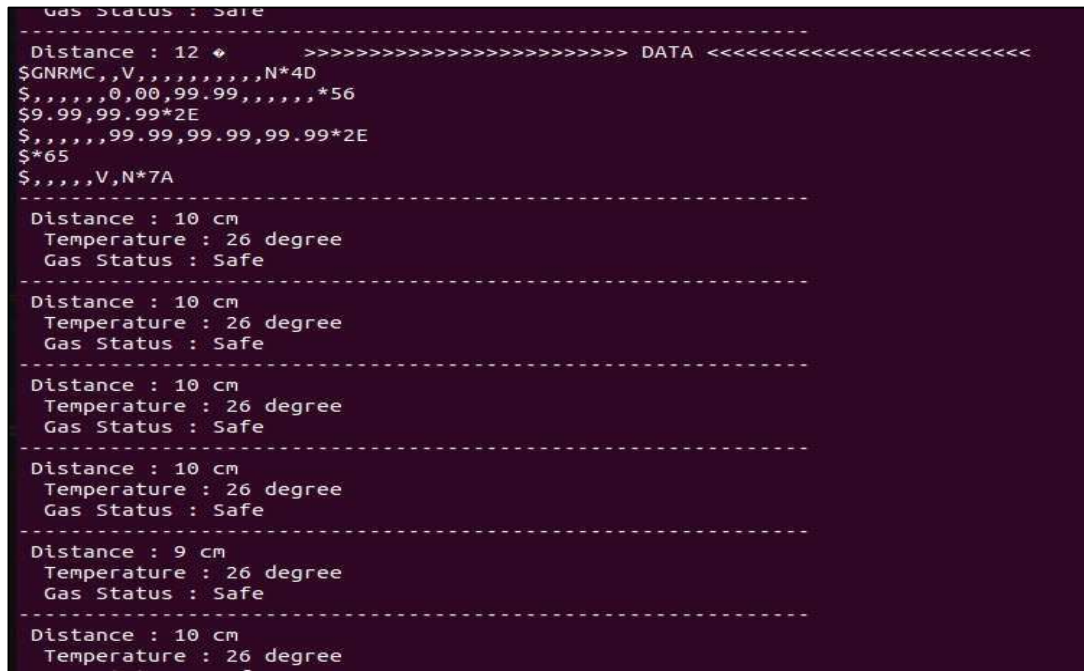 Gas Status : Safe
-------------------------------------------------------------
Distance : 12 � >>>>>>>>>>>>>>>>>>>>>>>>> DATA <<<<<<<<<<<<<<<<<<<<<<<<<
$GNRMC,,V,,,,,,,,,,N*4D
$,,,,,,0,00,99.99,,,,,,*56
$9.99,99.99*2E
$,,,,,,99.99,99.99,99.99*2E
$*65
$,,,,,V,N*7A
-------------------------------------------------------------
Distance : 10 cm
Temperature : 26 degree
Gas Status : Safe
-------------------------------------------------------------
Distance : 10 cm
Temperature : 26 degree
Gas Status : Safe
-------------------------------------------------------------
Distance : 10 cm
Temperature : 26 degree
Gas Status : Safe
-------------------------------------------------------------
Distance : 10 cm
Temperature : 26 degree
Gas Status : Safe
-------------------------------------------------------------
Distance : 9 cm
Temperature : 26 degree
Gas Status : Safe
-------------------------------------------------------------
Distance : 10 cm
Temperature : 26 degree